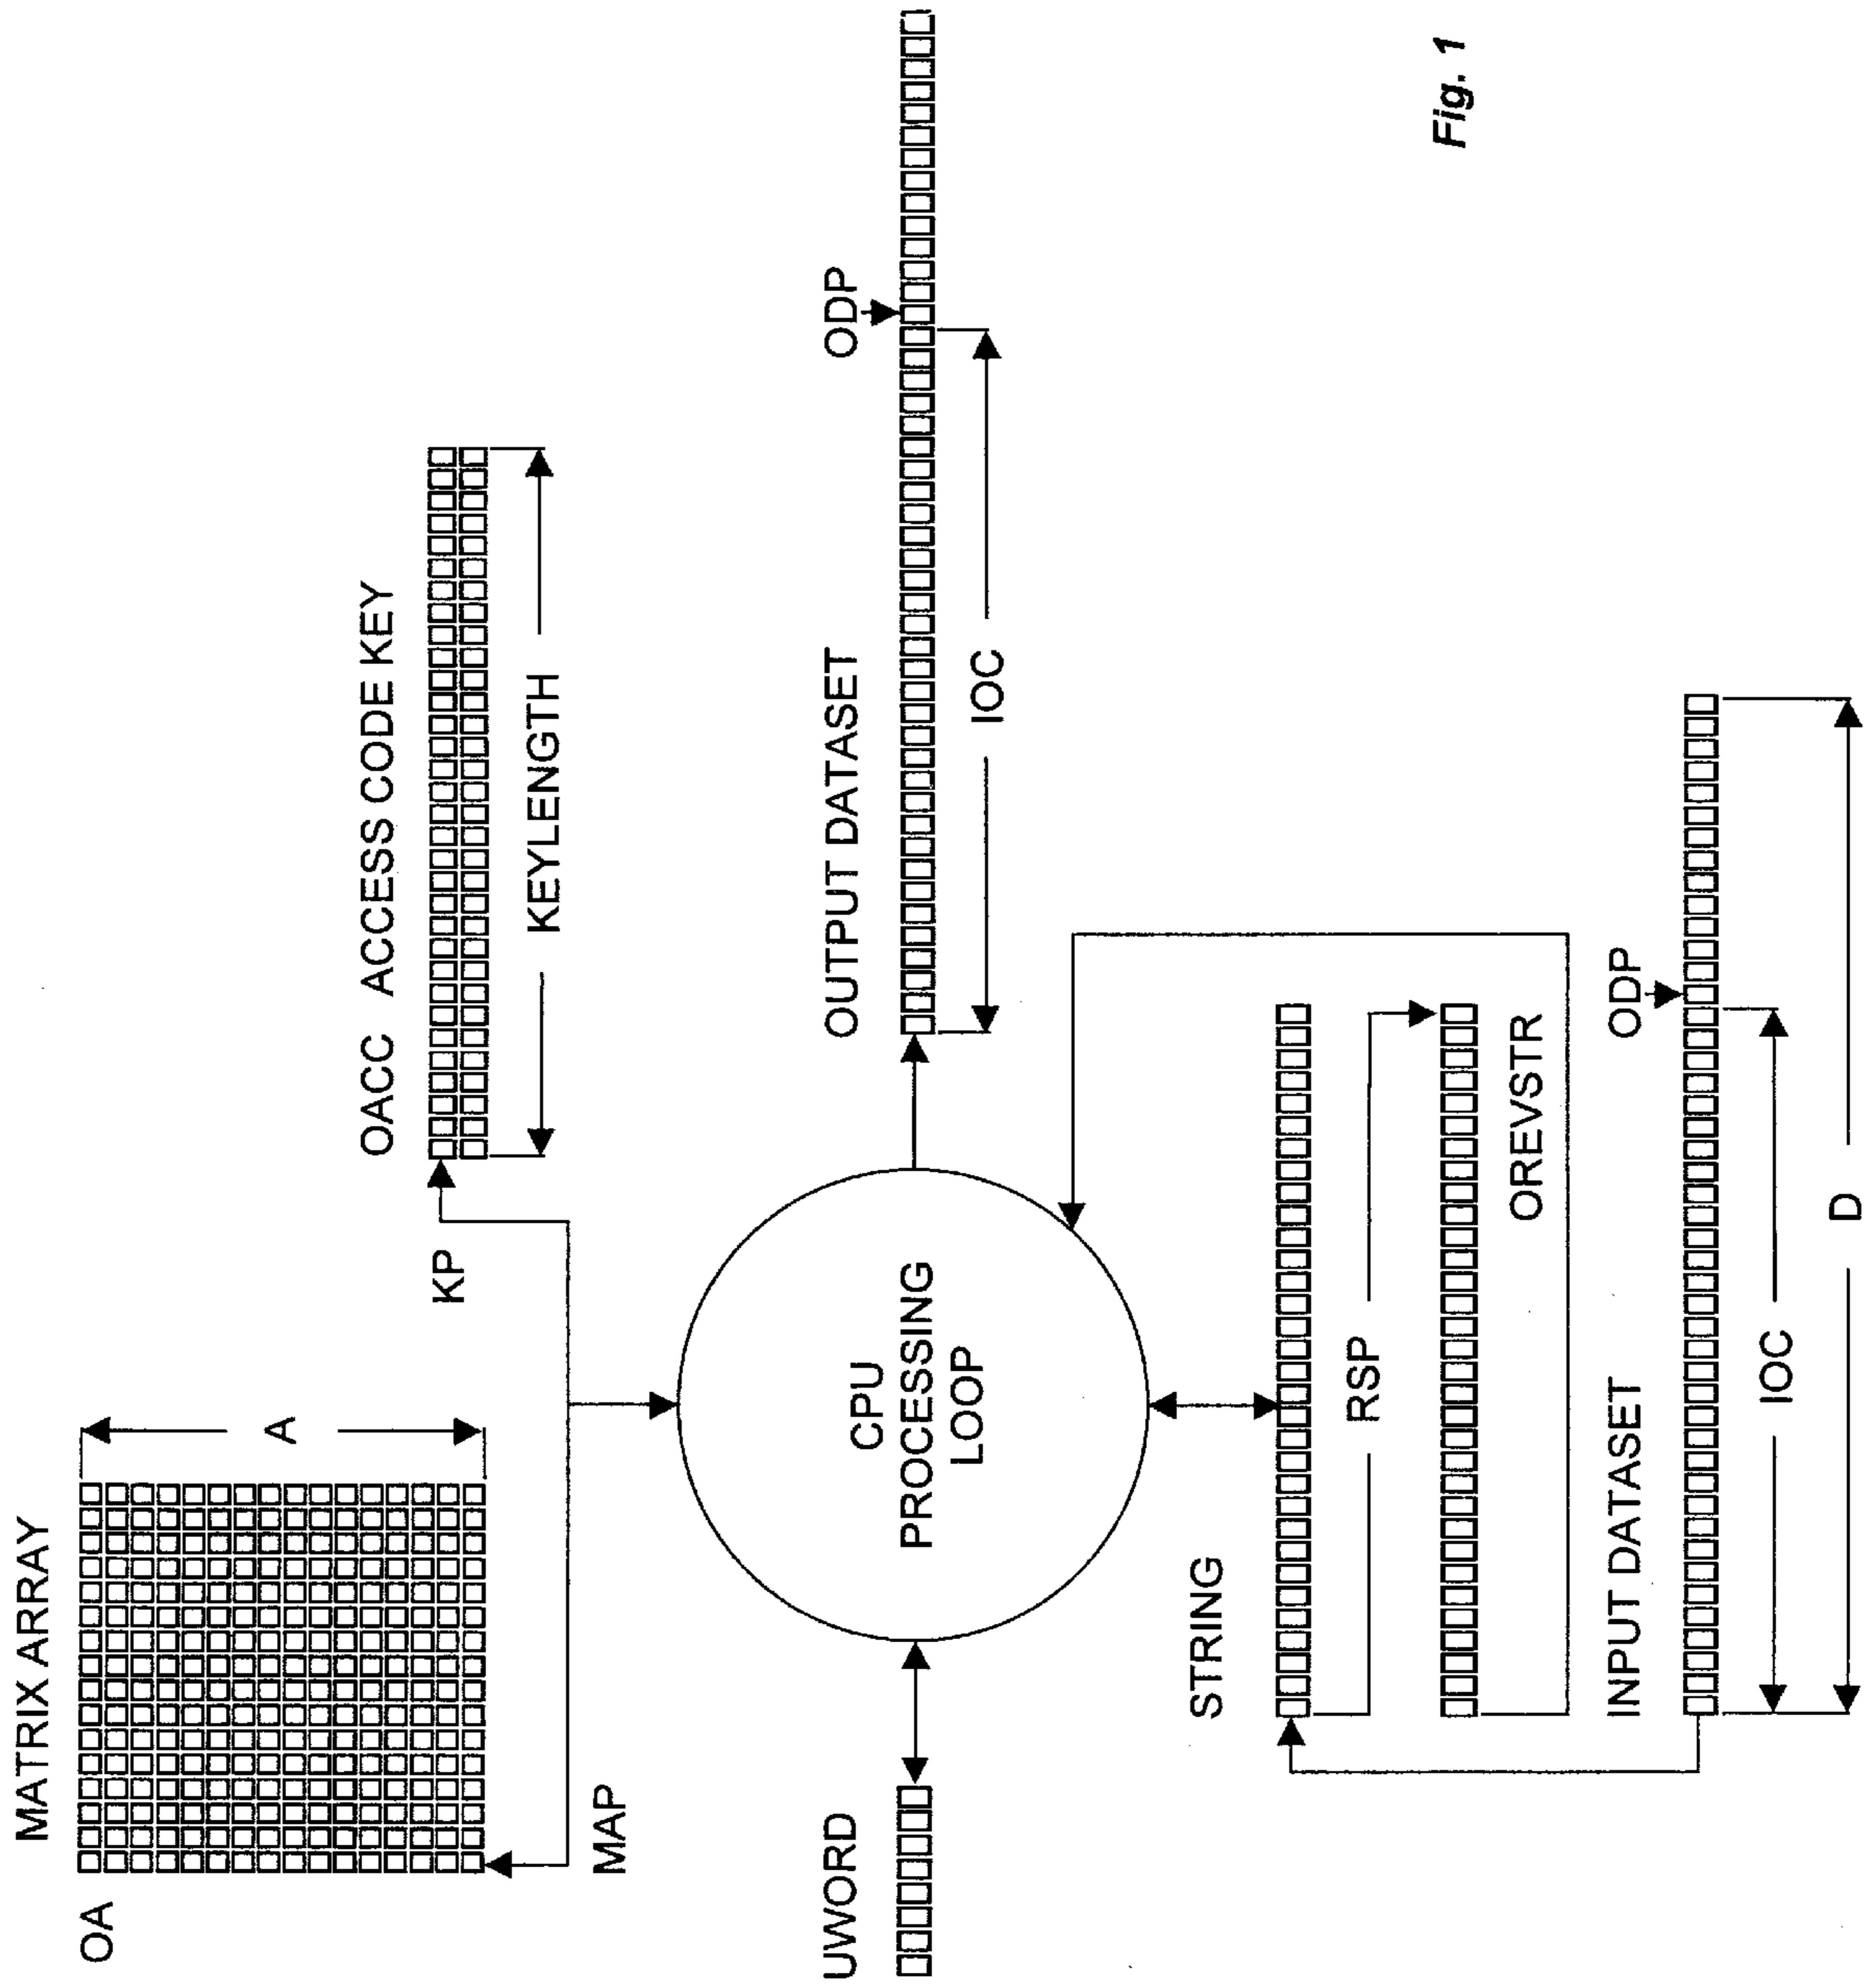 MATRIX ARRAY
OA
A
MAP
KP
OACC ACCESS CODE KEY
KEYLENGTH
UWORD
CPU
PROCESSING
LOOP
OUTPUT DATASET
ODP
IOC
STRING
RSP
OREVSTR
INPUT DATASET
ODP
IOC
D
Fig. 1